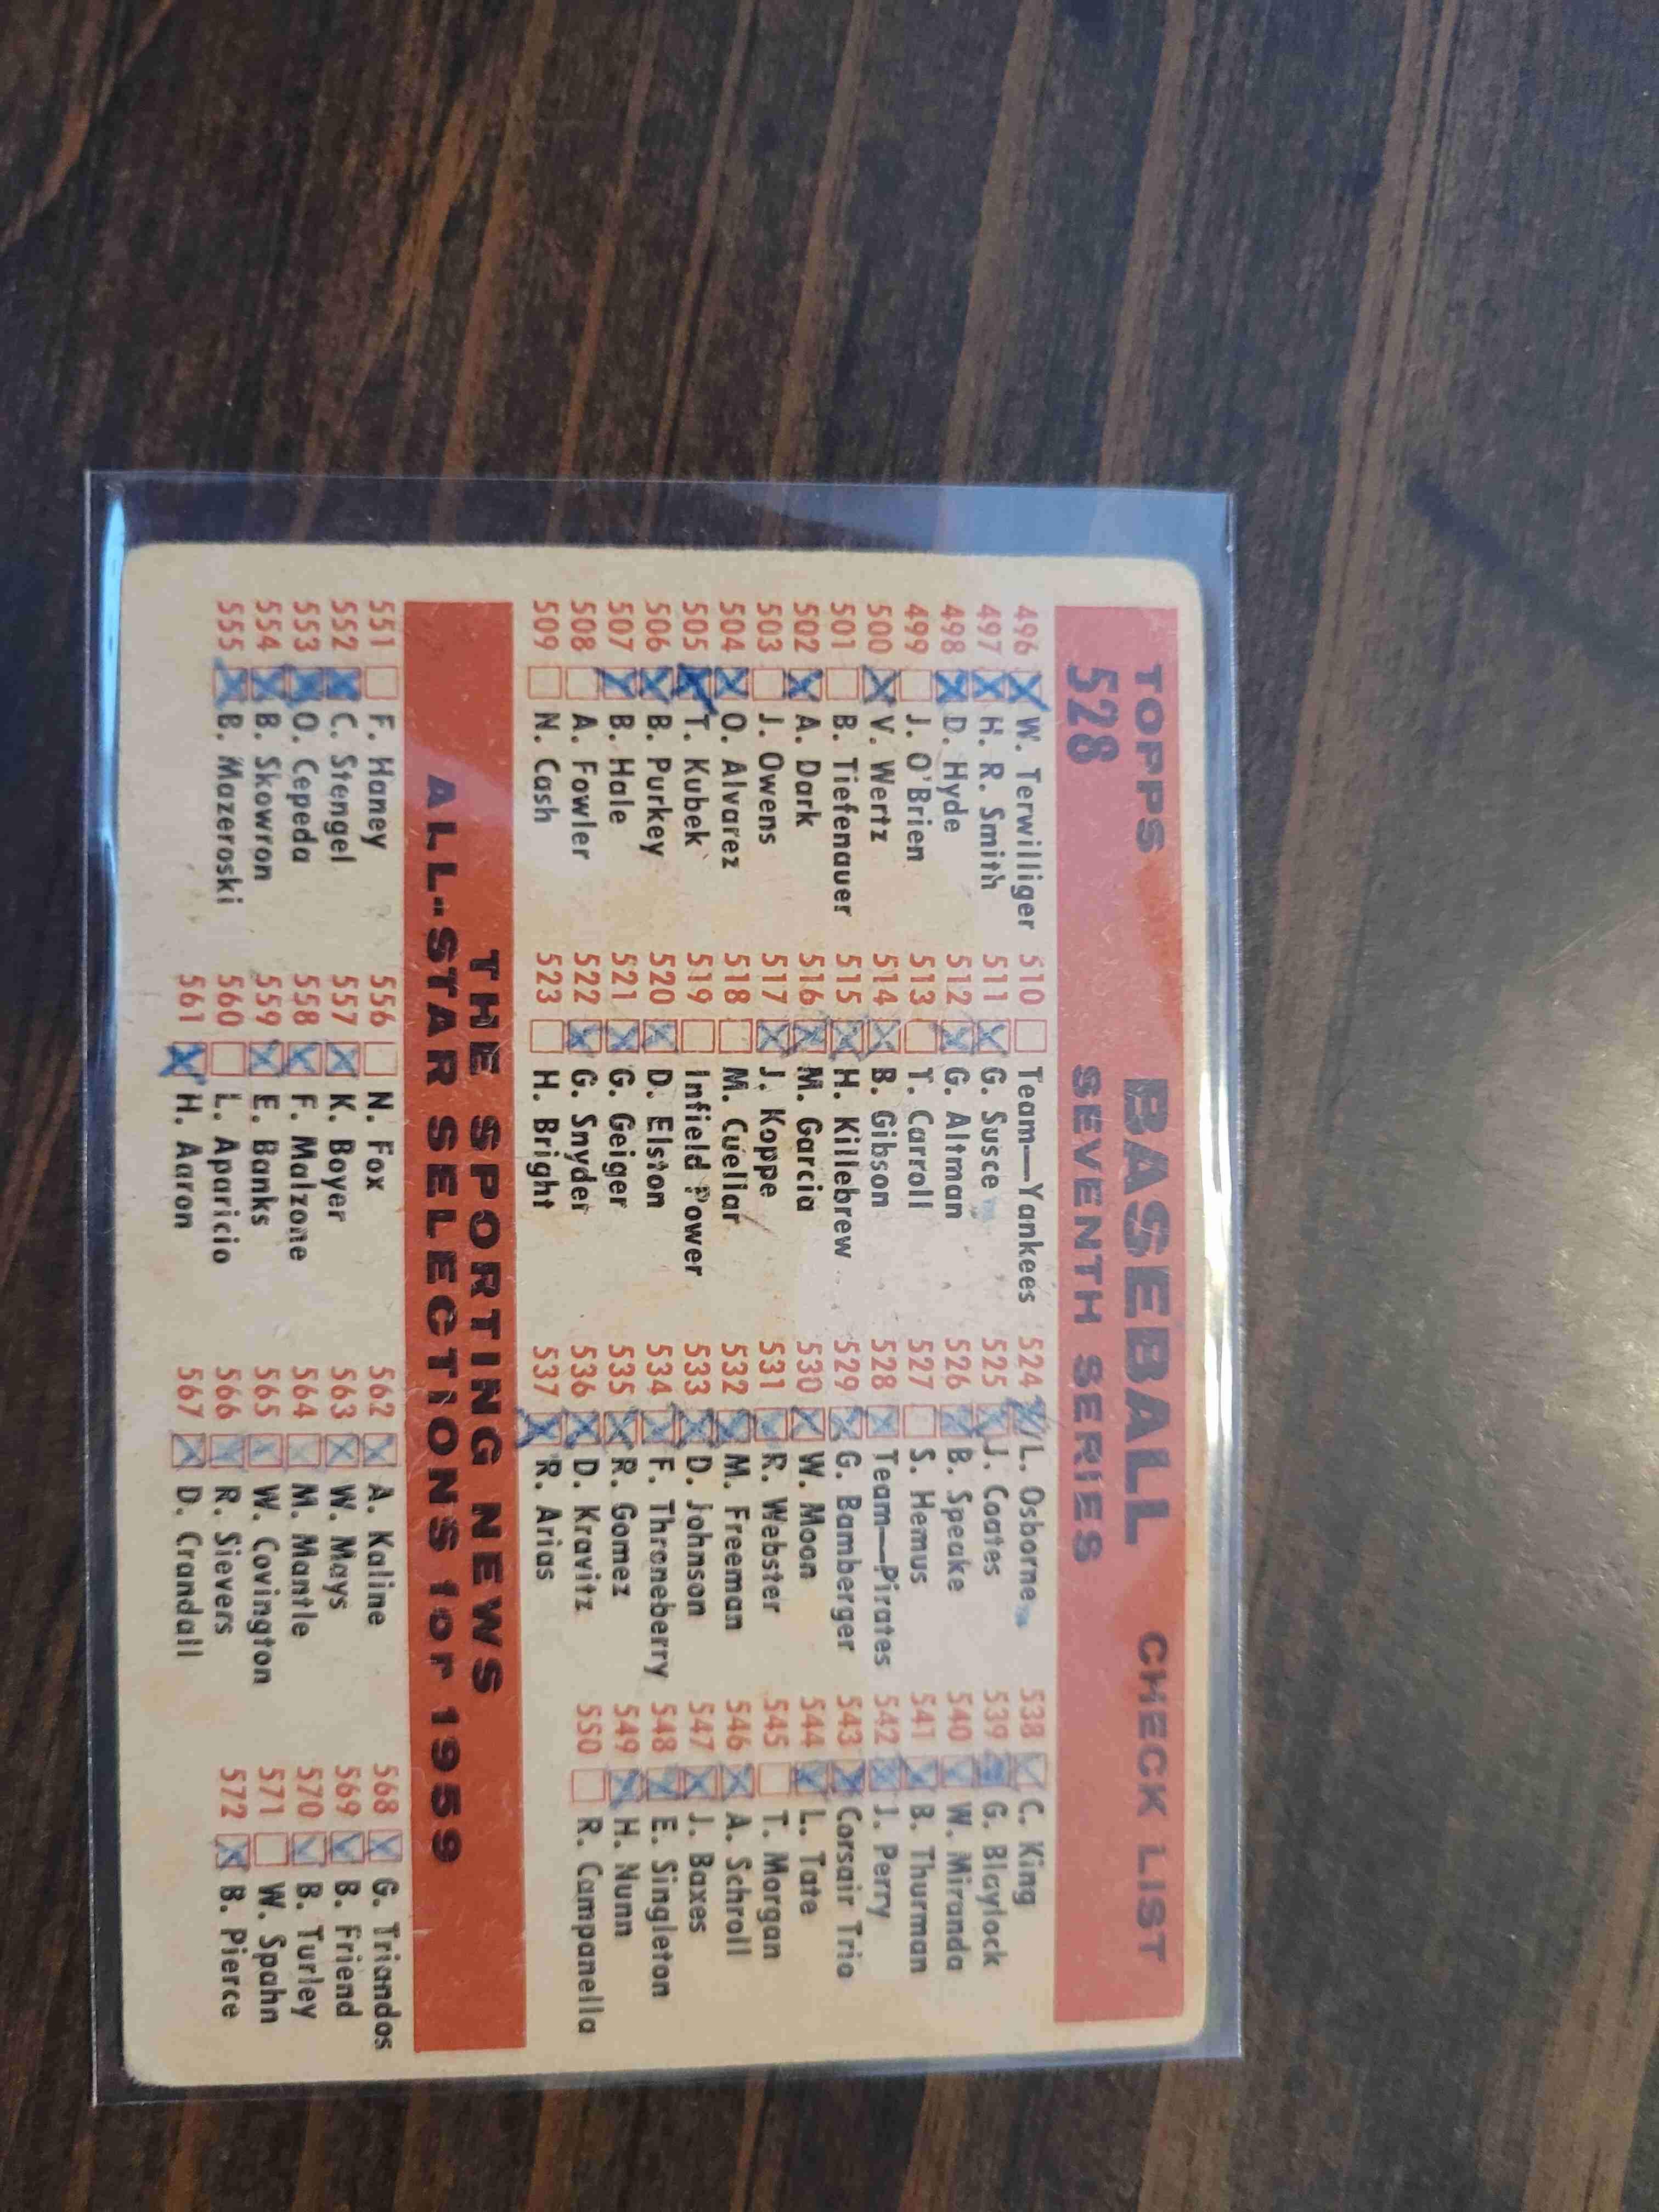 TOPPS BASEBALL CHECK LIST
528 SEVENTH SERIES
496 W. Terwilliger 510 Team—Yankees 524 L. Osborne 538 C. King
497 H. R. Smith 511 G. Susce 525 J. Coates 539 G. Blaylock
498 D. Hyde 512 G. Altman 526 B. Speake 540 W. Miranda
499 J. O'Brien 513 T. Carroll 527 S. Hemus 541 B. Thurman
500 V. Wertz 514 B. Gibson 528 Team—Pirates 542 J. Perry
501 B. Tiefenauer 515 H. Killebrew 529 G. Bamberger 543 Corsair Trio
502 A. Dark 516 M. Garcia 530 W. Moon 544 L. Tate
503 J. Owens 517 J. Koppe 531 R. Webster 545 T. Morgan
504 O. Alvarez 518 M. Cuellar 532 M. Freeman 546 A. Schroll
505 T. Kubek 519 Infield Power 533 D. Johnson 547 J. Baxes
506 B. Purkey 520 D. Elston 534 F. Throneberry 548 E. Singleton
507 B. Hale 521 G. Geiger 535 R. Gomez 549 H. Nunn
508 A. Fowler 522 G. Snyder 536 D. Kravitz 550 R. Campanella
509 N. Cash 523 H. Bright 537 R. Arias
THE SPORTING NEWS
ALL-STAR SELECTIONS for 1959
551 F. Haney 556 N. Fox 562 A. Kaline 568 G. Triandos
552 C. Stengel 557 K. Boyer 563 W. Mays 569 B. Friend
553 O. Cepeda 558 F. Malzone 564 M. Mantle 570 B. Turley
554 B. Skowron 559 E. Banks 565 W. Covington 571 W. Spahn
555 B. Mazeroski 560 L. Aparicio 566 R. Sievers 572 B. Pierce
561 H. Aaron 567 D. Crandall